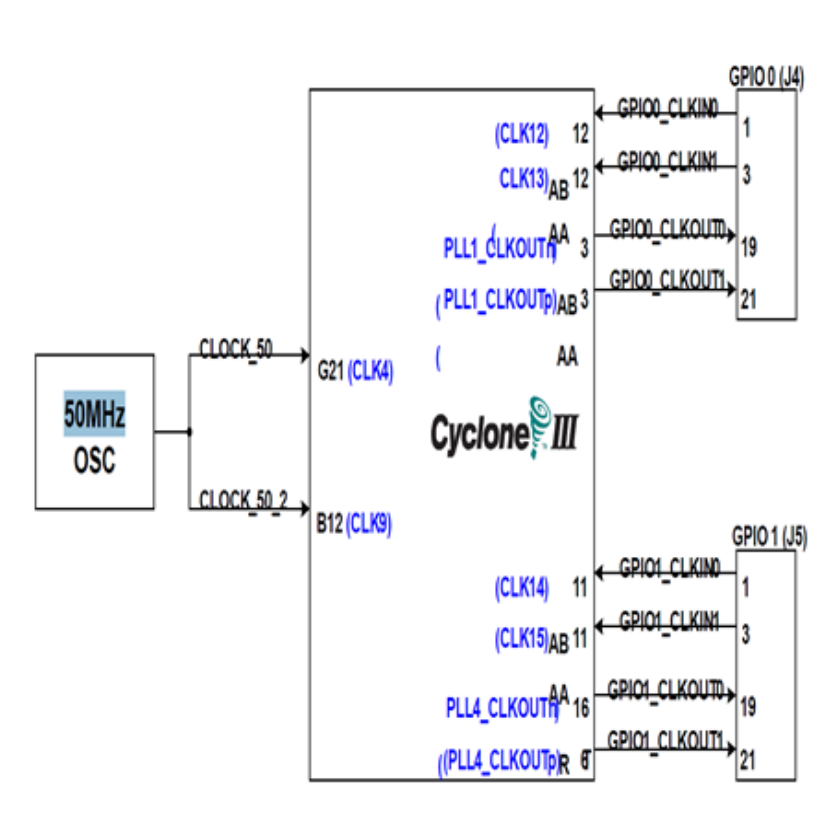 GPIO 0 (J4)
GPIO0_CLKIN0
(CLK12) 12 1
GPIO0_CLKIN1
CLK13) AB 12 3
( AA GPIO0_CLKOUT0
PLL1_CLKOUTn) 3 19
GPIO0_CLKOUT1
( PLL1_CLKOUTp) AB 3 21
CLOCK_50
( AA
G21 (CLK4)
50MHz
OSC
Cyclone III
CLOCK_50_2
B12 (CLK9)
GPIO 1 (J5)
GPIO1_CLKIN0
(CLK14) 11 1
GPIO1_CLKIN1
(CLK15) AB 11 3
AA GPIO1_CLKOUT0
PLL4_CLKOUTn) 16 19
GPIO1_CLKOUT1
((PLL4_CLKOUTp) R 6 21